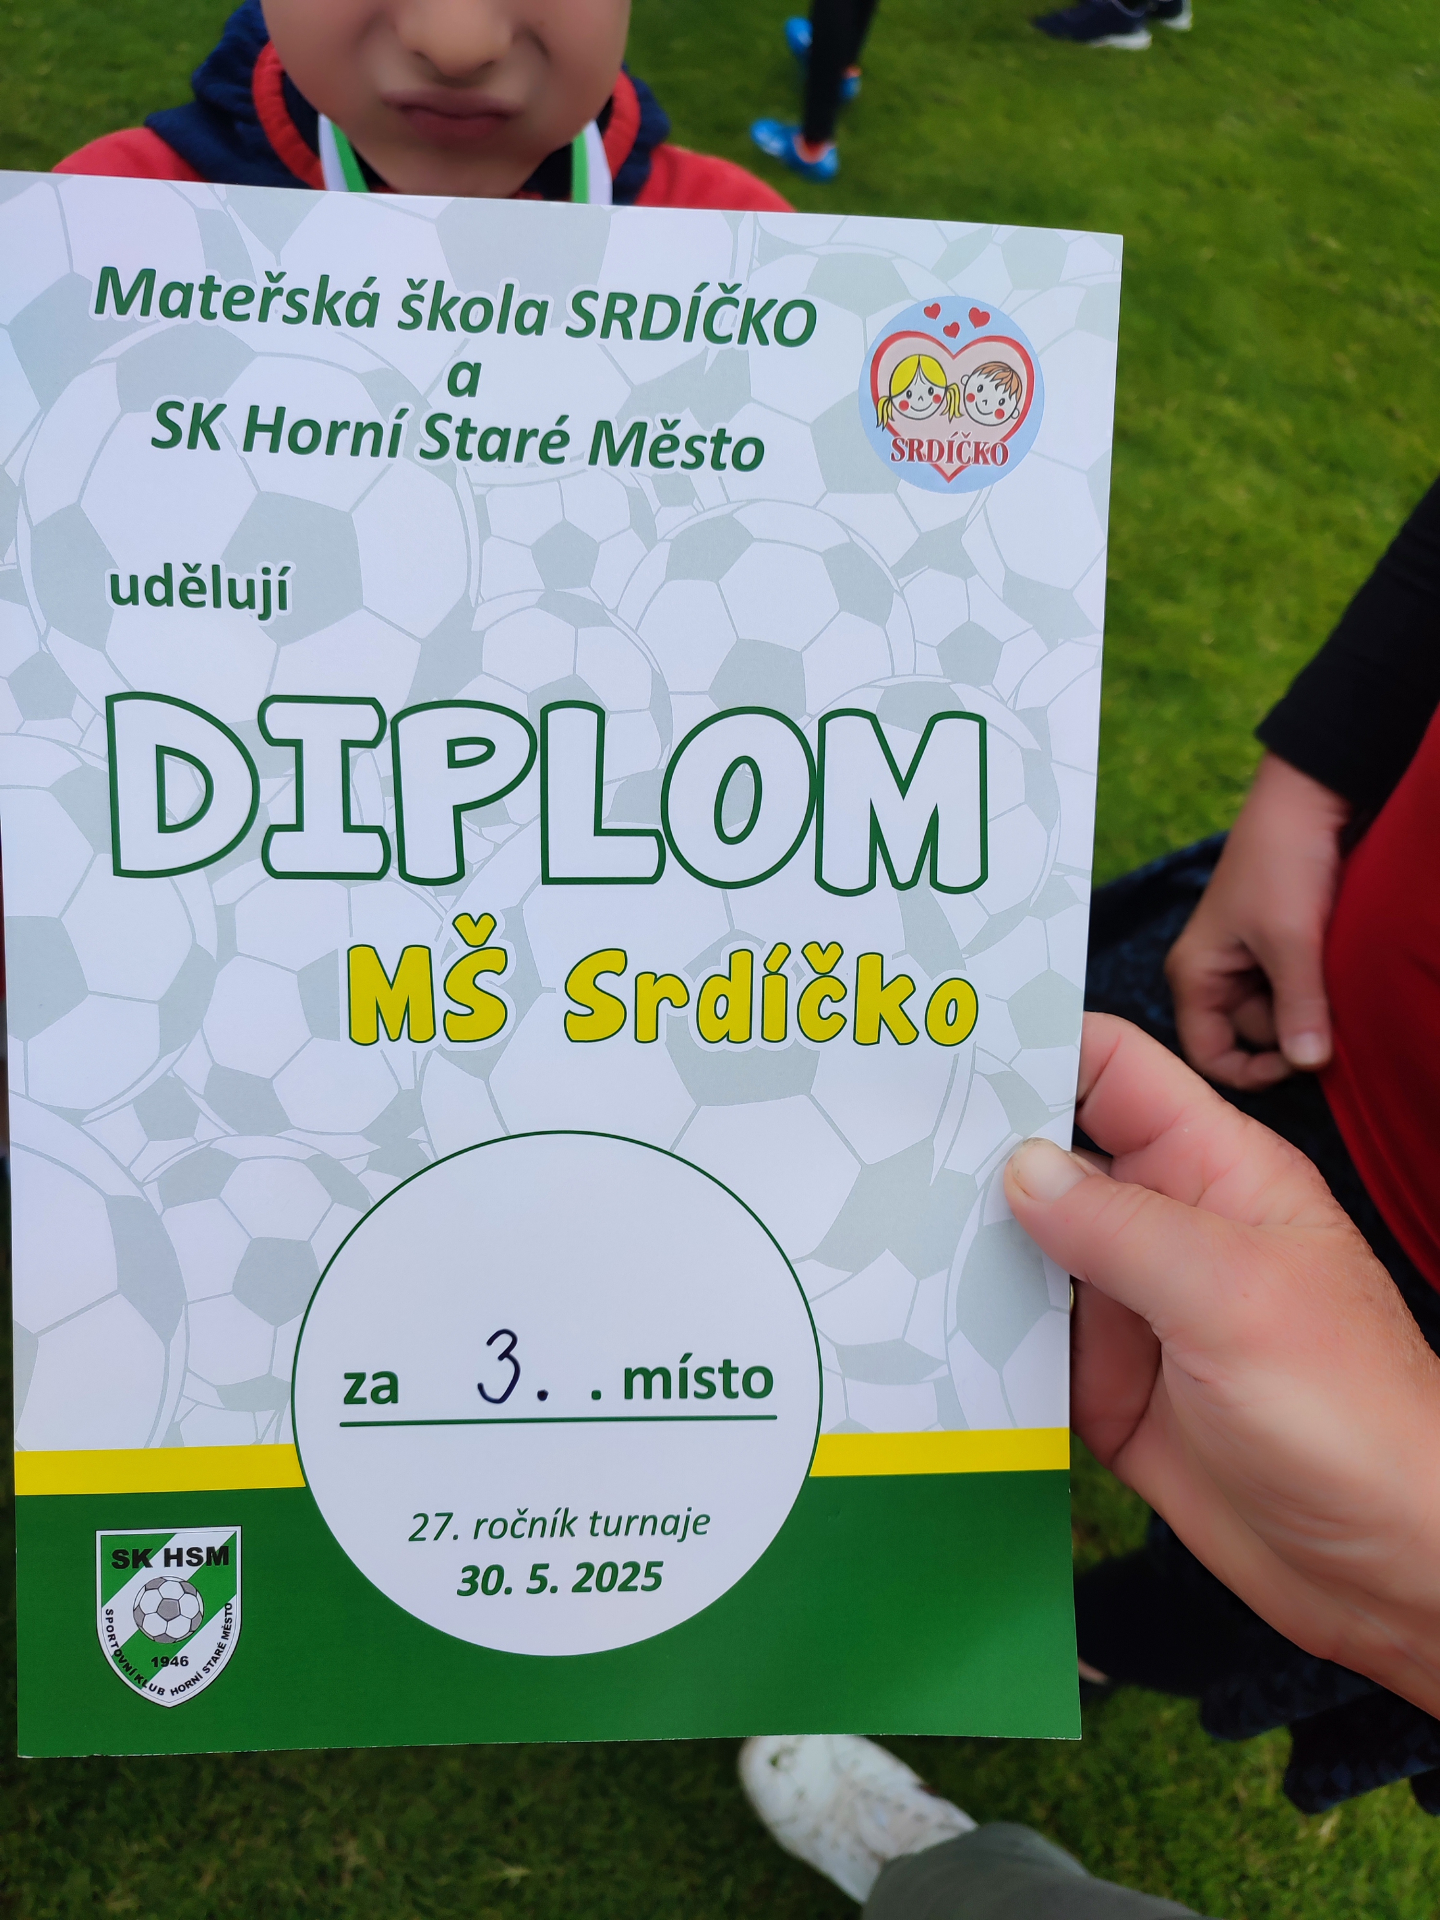 Mateřská škola SRDÍČKO
a
SK Horní Staré Město
SRDÍČKO
udělují
DIPLOM
MŠ Srdíčko
za 3. . místo
27. ročník turnaje
30. 5. 2025
SK HSM
1946
SPORTOVNÍ KLUB HORNÍ STARÉ MĚSTO